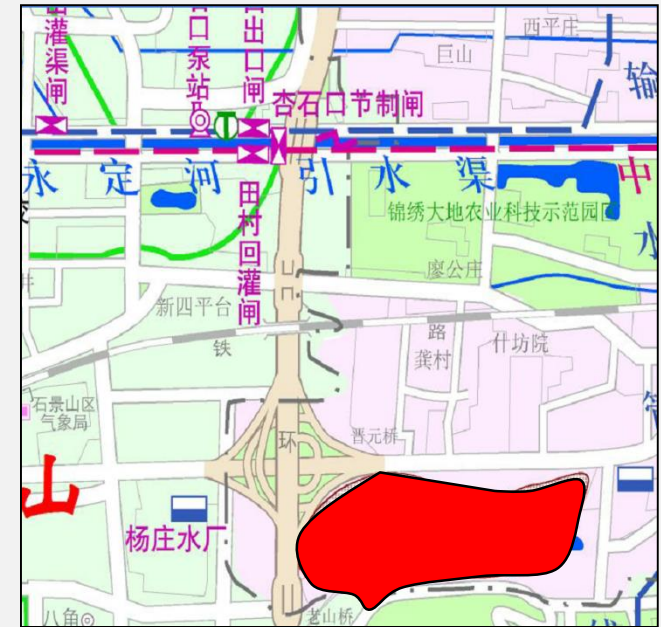 灌渠闸
口泵站
出口闸
西平庄
巨山
输
杏石口节制闸
永定河引水渠
中
水
田村回灌闸
锦绣大地农业科技示范园区
廖公庄
新四平台
铁
路
龚村
什坊院
石景山区
气象局
环
晋元桥
山
杨庄水厂
八角
老山桥